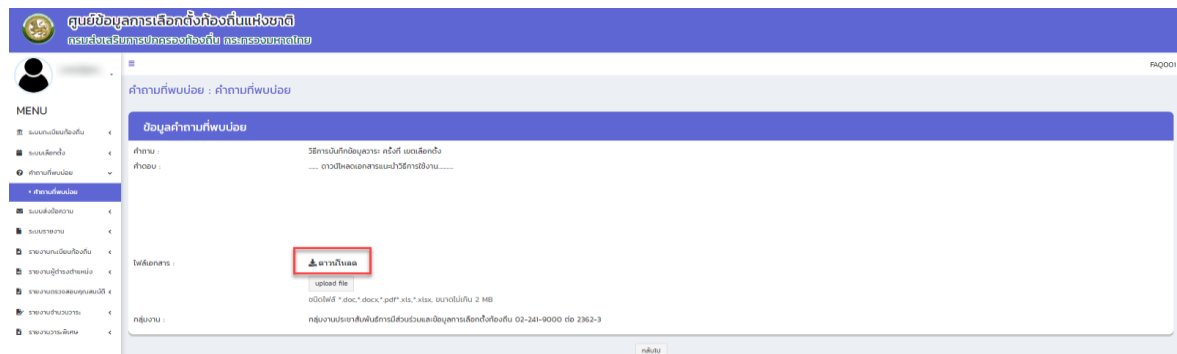 ศูนย์ข้อมูลการเลือกตั้งท้องถิ่นแห่งชาติ
กรมส่งเสริมการปกครองท้องถิ่น กระทรวงมหาดไทย
FAQ001
คำถามที่พบบ่อย : คำถามที่พบบ่อย
MENU
ระบบทะเบียนท้องถิ่น
ระบบเลือกตั้ง
คำถามที่พบบ่อย
• คำถามที่พบบ่อย
ระบบส่งข้อความ
ระบบรายงาน
รายงานทะเบียนท้องถิ่น
รายงานผู้ดำรงตำแหน่ง
รายงานตรวจสอบคุณสมบัติ
รายงานจำนวนวาระ
รายงานวาระพิเศษ
ข้อมูลคำถามที่พบบ่อย
คำถาม : วิธีการบันทึกข้อมูลวาระ ครั้งที่ เขตเลือกตั้ง
คำตอบ : ..... ดาวน์โหลดเอกสารแนะนำวิธีการใช้งาน........
ไฟล์เอกสาร : ดาวน์โหลด
upload file
ชนิดไฟล์ *.doc,*.docx,*.pdf*.xls,*.xlsx, ขนาดไม่เกิน 2 MB
กลุ่มงาน : กลุ่มงานประชาสัมพันธ์การมีส่วนร่วมและข้อมูลการเลือกตั้งท้องถิ่น 02-241-9000 ต่อ 2362-3
กลับไป